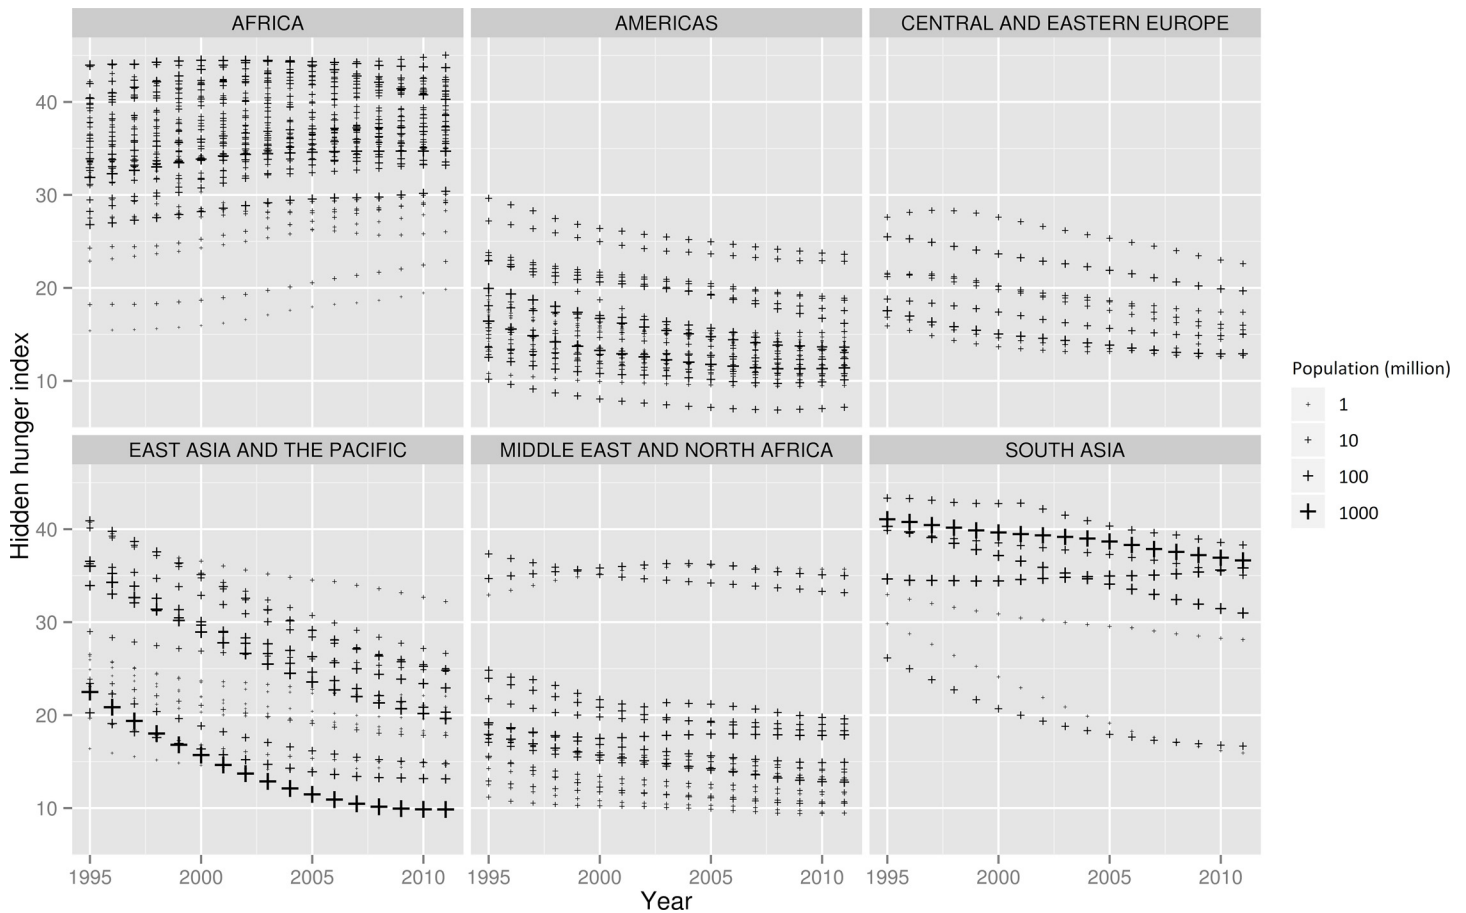 AFRICA
AMERICAS
CENTRAL AND EASTERN EUROPE
40
30
20
10
EAST ASIA AND THE PACIFIC
MIDDLE EAST AND NORTH AFRICA
SOUTH ASIA
40
30
20
10
Hidden hunger index
1995 2000 2005 2010
1995 2000 2005 2010
1995 2000 2005 2010
Year
Population (million)
1
10
100
1000